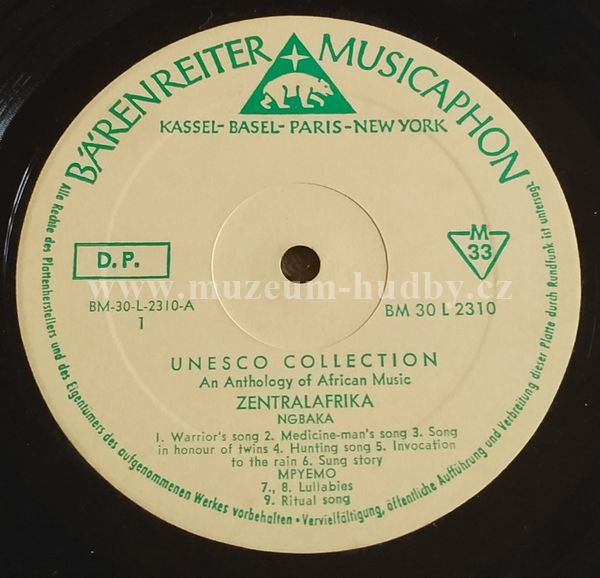 BÄRENREITER MUSICAPHON
KASSEL- BASEL- PARIS-NEW YORK
D. P.
M
33
BM-30-L-2310-A
1
BM 30 L 2310
www.muzeum-hudby.cz
UNESCO COLLECTION
An Anthology of African Music
ZENTRALAFRIKA
NGBAKA
1. Warrior's song 2. Medicine-man's song 3. Song
in honour of twins 4. Hunting song 5. Invocation
to the rain 6. Sung story
MPYEMO
7., 8. Lullabies
9. Ritual song
Alle Rechte des Plattenherstellers und des Eigentümers des aufgenommenen Werkes vorbehalten • Vervielfältigung, öffentliche Aufführung und Verbreitung dieser Platte durch Rundfunk ist untersagt.